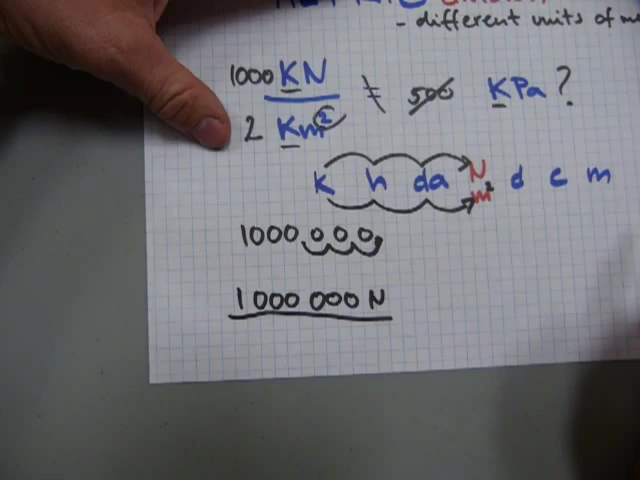 - different units of
1000 KN
2 Km² ≠ 500 KPa?
K h da N d c m
m²
1000 000
1 000 000 N